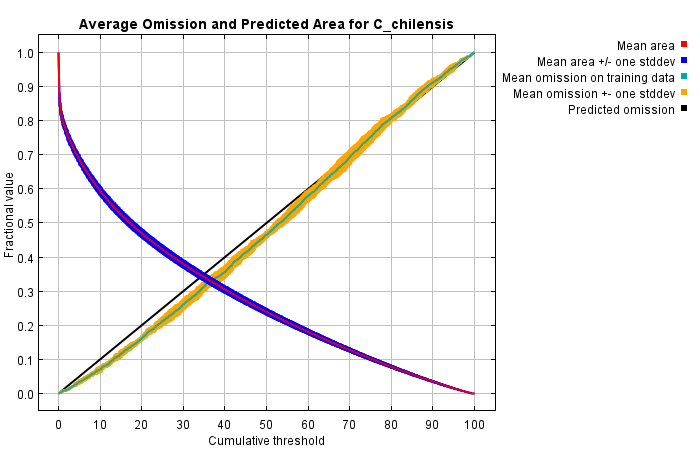 Average Omission and Predicted Area for C_chilensis
Mean area
Mean area +/- one stddev
Mean omission on training data
Mean omission +- one stddev
Predicted omission
Fractional value
1.0
0.9
0.8
0.7
0.6
0.5
0.4
0.3
0.2
0.1
0.0
0 10 20 30 40 50 60 70 80 90 100
Cumulative threshold